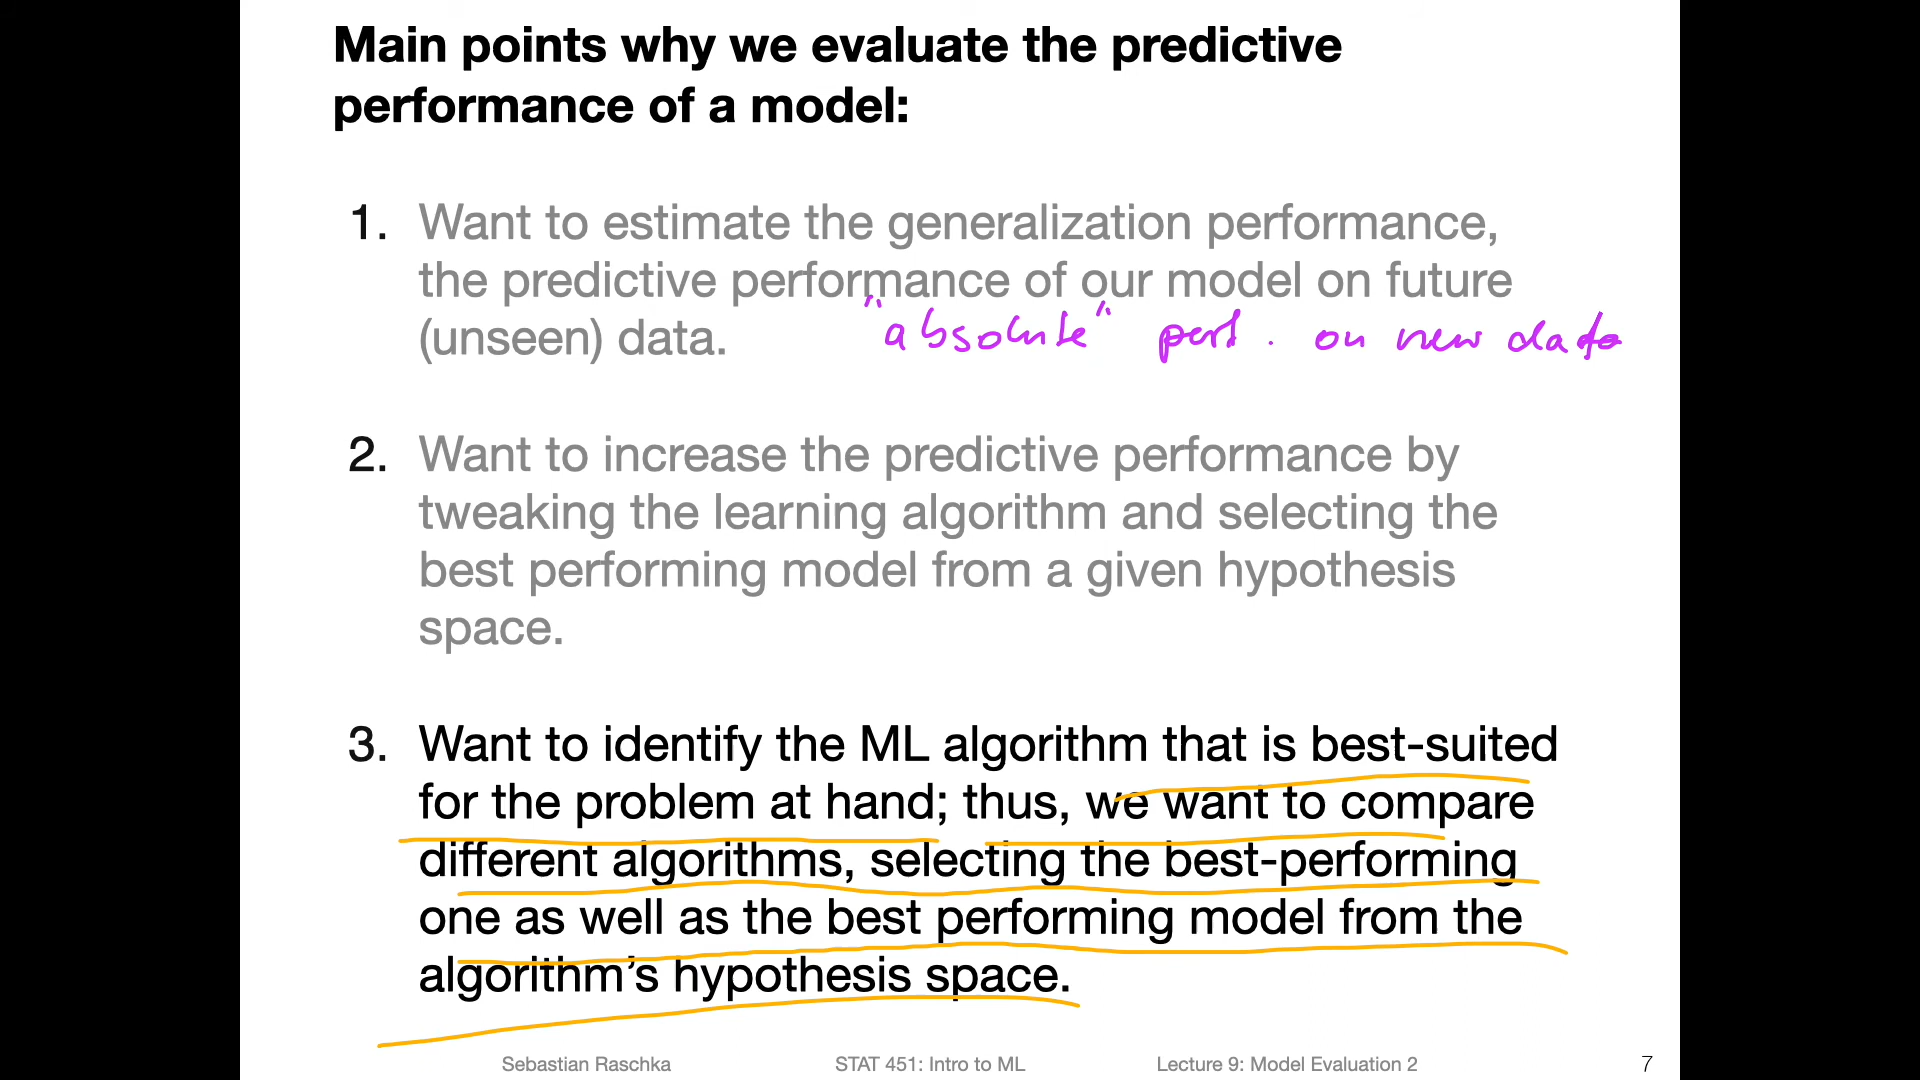 Main points why we evaluate the predictive
performance of a model:
1. Want to estimate the generalization performance,
the predictive performance of our model on future
(unseen) data.
"absolute" perf. on new data
2. Want to increase the predictive performance by
tweaking the learning algorithm and selecting the
best performing model from a given hypothesis
space.
3. Want to identify the ML algorithm that is best-suited
for the problem at hand; thus, we want to compare
different algorithms, selecting the best-performing
one as well as the best performing model from the
algorithm’s hypothesis space.
Sebastian Raschka STAT 451: Intro to ML Lecture 9: Model Evaluation 2 7